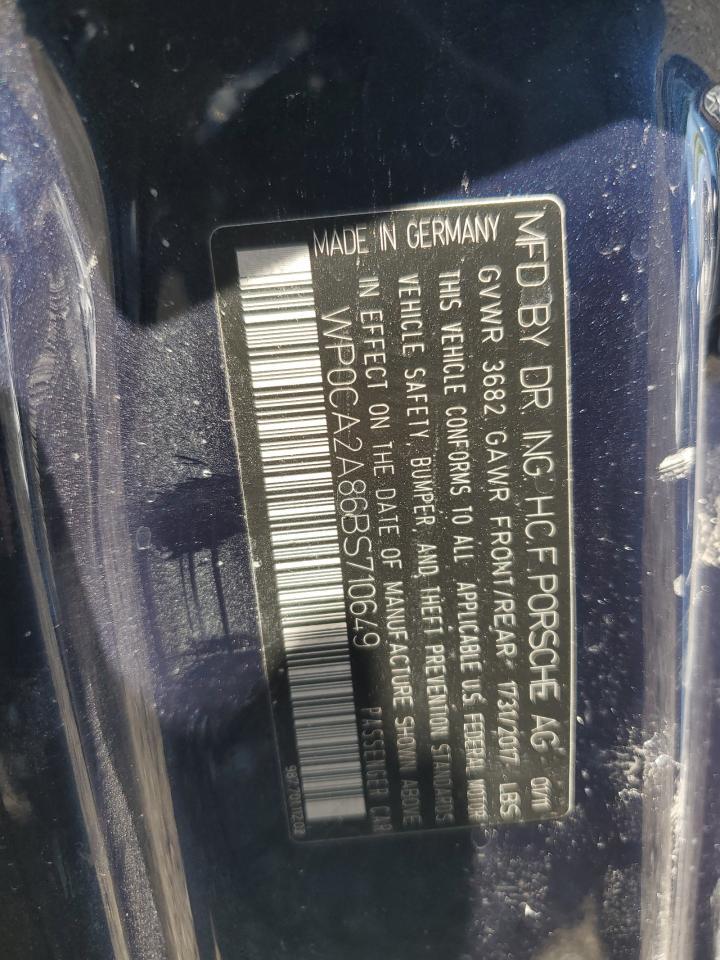 MFD BY DR ING HC F PORSCHE AG 07/11
GVWR 3682 GAWR FRONT/REAR 1731/2017 LBS
THIS VEHICLE CONFORMS TO ALL APPLICABLE U.S. FEDERAL MOTOR
VEHICLE SAFETY, BUMPER AND THEFT PREVENTION STANDARDS
IN EFFECT ON THE DATE OF MANUFACTURE SHOWN ABOVE
WP0CA2A86BS710649 PASSENGER CAR
MADE IN GERMANY